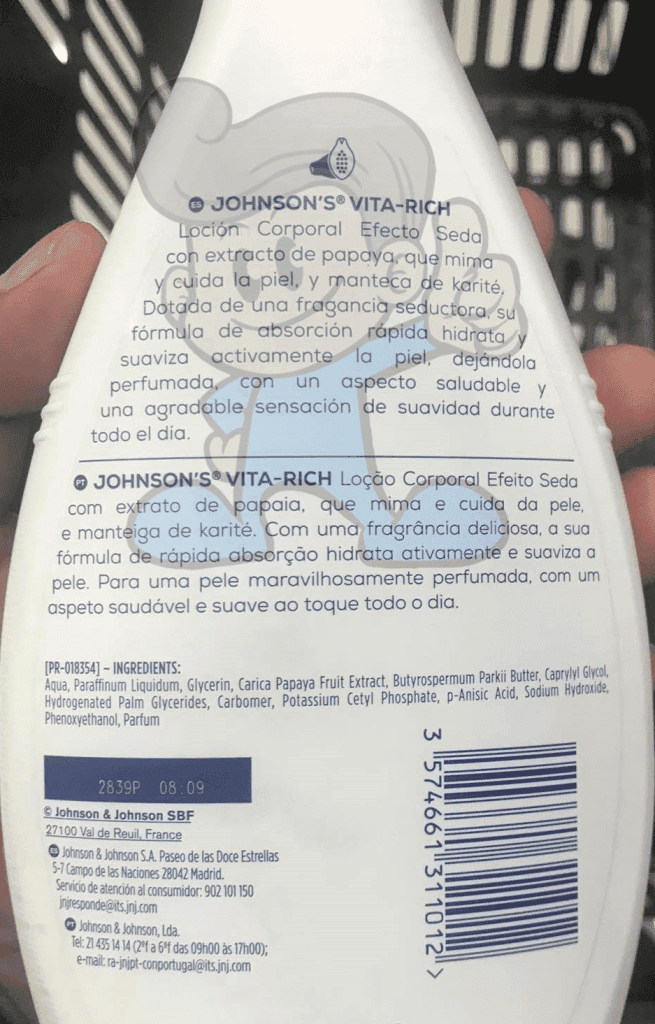 ES JOHNSON'S® VITA-RICH
Loción Corporal Efecto Seda
con extracto de papaya, que mima
y cuida la piel, y manteca de karité.
Dotada de una fragancia seductora, su
fórmula de absorción rápida hidrata y
suaviza activamente la piel, dejándola
perfumada, con un aspecto saludable y
una agradable sensación de suavidad durante
todo el día.
PT JOHNSON'S® VITA-RICH Loção Corporal Efeito Seda
com extrato de papaia, que mima e cuida da pele,
e manteiga de karité. Com uma fragrância deliciosa, a sua
fórmula de rápida absorção hidrata ativamente e suaviza a
pele. Para uma pele maravilhosamente perfumada, com um
aspeto saudável e suave ao toque todo o dia.
[PR-018354] – INGREDIENTS:
Aqua, Paraffinum Liquidum, Glycerin, Carica Papaya Fruit Extract, Butyrospermum Parkii Butter, Caprylyl Glycol,
Hydrogenated Palm Glycerides, Carbomer, Potassium Cetyl Phosphate, p-Anisic Acid, Sodium Hydroxide,
Phenoxyethanol, Parfum
2839P 08:09
© Johnson & Johnson SBF
27100 Val de Reuil, France
ES Johnson & Johnson S.A. Paseo de las Doce Estrellas
5-7 Campo de las Naciones 28042 Madrid.
Servicio de atención al consumidor: 902 101 150
jnjresponde@its.jnj.com
PT Johnson & Johnson, Lda.
Tel: 21 435 14 14 (2ªf a 6ªf das 09h00 às 17h00);
e-mail: ra-jnjpt-conportugal@its.jnj.com
3 574661 311012 >